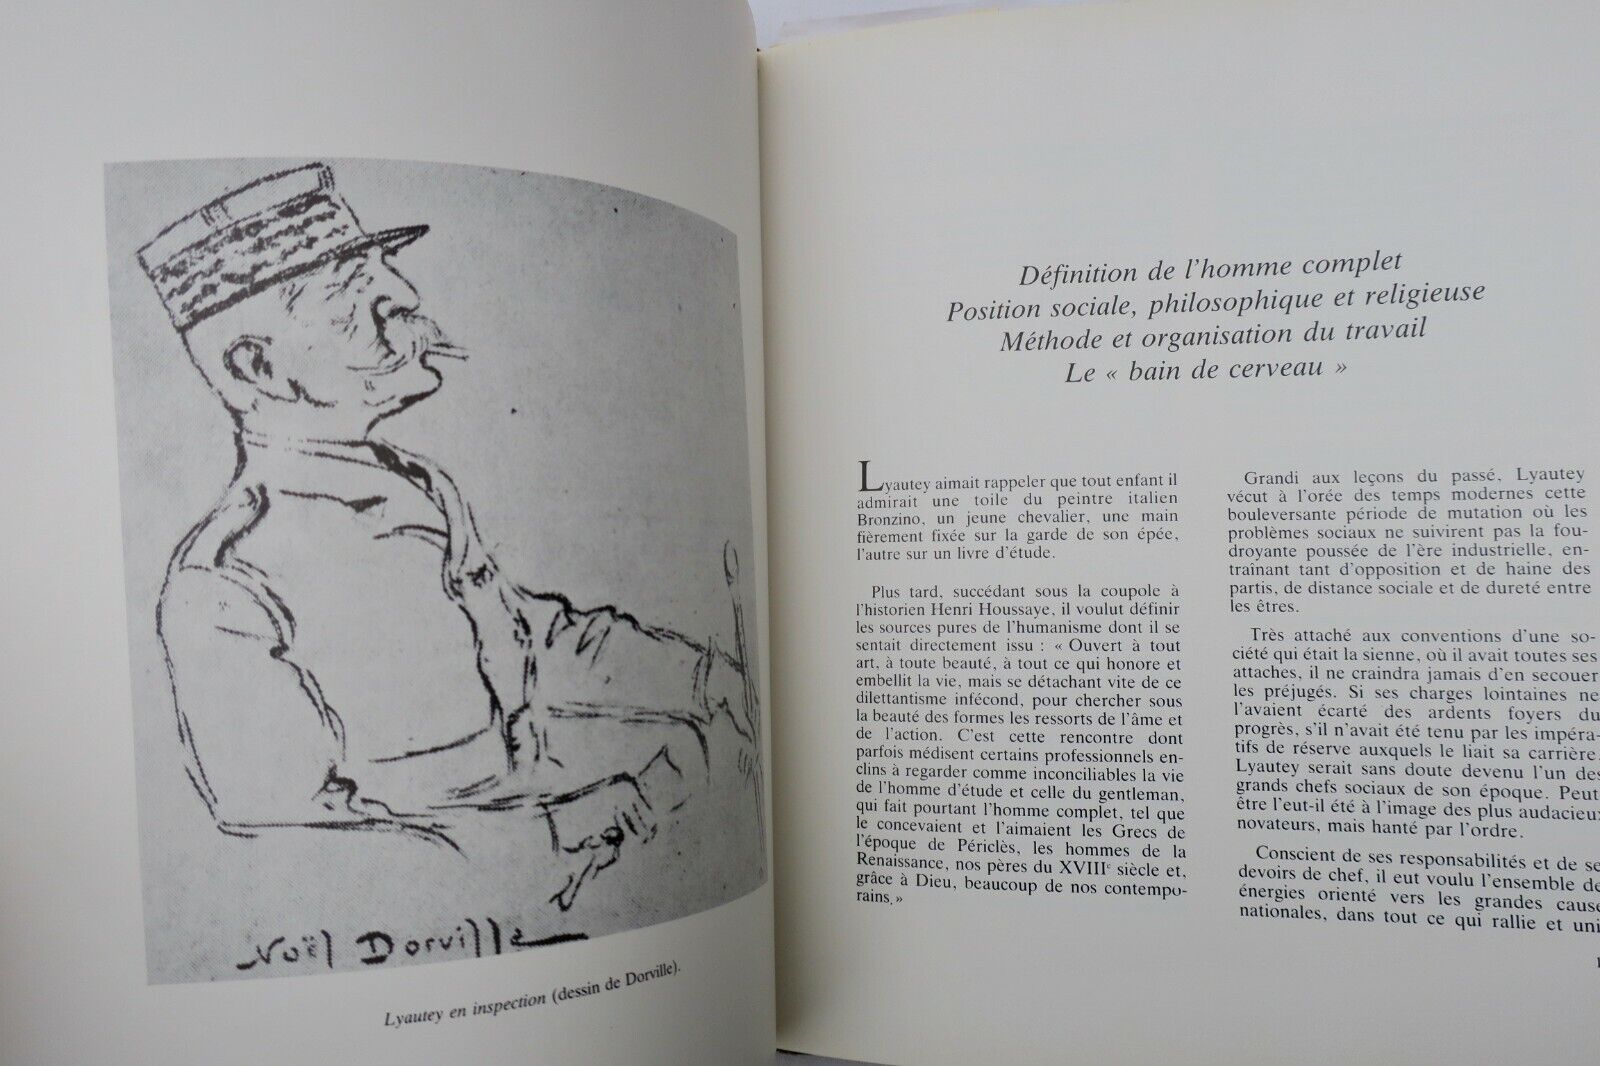 Noël Dorville
Lyautey en inspection (dessin de Dorville).
Définition de l'homme complet
Position sociale, philosophique et religieuse
Méthode et organisation du travail
Le « bain de cerveau »
Lyautey aimait rappeler que tout enfant il
admirait une toile du peintre italien
Bronzino, un jeune chevalier, une main
fièrement fixée sur la garde de son épée,
l'autre sur un livre d'étude.
Plus tard, succédant sous la coupole à
l'historien Henri Houssaye, il voulut définir
les sources pures de l'humanisme dont il se
sentait directement issu : « Ouvert à tout
art, à toute beauté, à tout ce qui honore et
embellit la vie, mais se détachant vite de ce
dilettantisme infécond, pour chercher sous
la beauté des formes les ressorts de l'âme et
de l'action. C'est cette rencontre dont
parfois médisent certains professionnels en-
clins à regarder comme inconciliables la vie
de l'homme d'étude et celle du gentleman,
qui fait pourtant l'homme complet, tel que
le concevaient et l'aimaient les Grecs de
l'époque de Périclès, les hommes de la
Renaissance, nos pères du XVIIIe siècle et,
grâce à Dieu, beaucoup de nos contempo-
rains. »
Grandi aux leçons du passé, Lyautey
vécut à l'orée des temps modernes cette
bouleversante période de mutation où les
problèmes sociaux ne suivirent pas la fou-
droyante poussée de l'ère industrielle, en-
traînant tant d'opposition et de haine des
partis, de distance sociale et de dureté entre
les êtres.
Très attaché aux conventions d'une so-
ciété qui était la sienne, où il avait toutes ses
attaches, il ne craindra jamais d'en secouer
les préjugés. Si ses charges lointaines ne
l'avaient écarté des ardents foyers du
progrès, s'il n'avait été tenu par les impéra-
tifs de réserve auxquels le liait sa carrière,
Lyautey serait sans doute devenu l'un des
grands chefs sociaux de son époque. Peut-
être l'eut-il été à l'image des plus audacieux
novateurs, mais hanté par l'ordre.
Conscient de ses responsabilités et de se
devoirs de chef, il eut voulu l'ensemble de
énergies orienté vers les grandes cause
nationales, dans tout ce qui rallie et uni